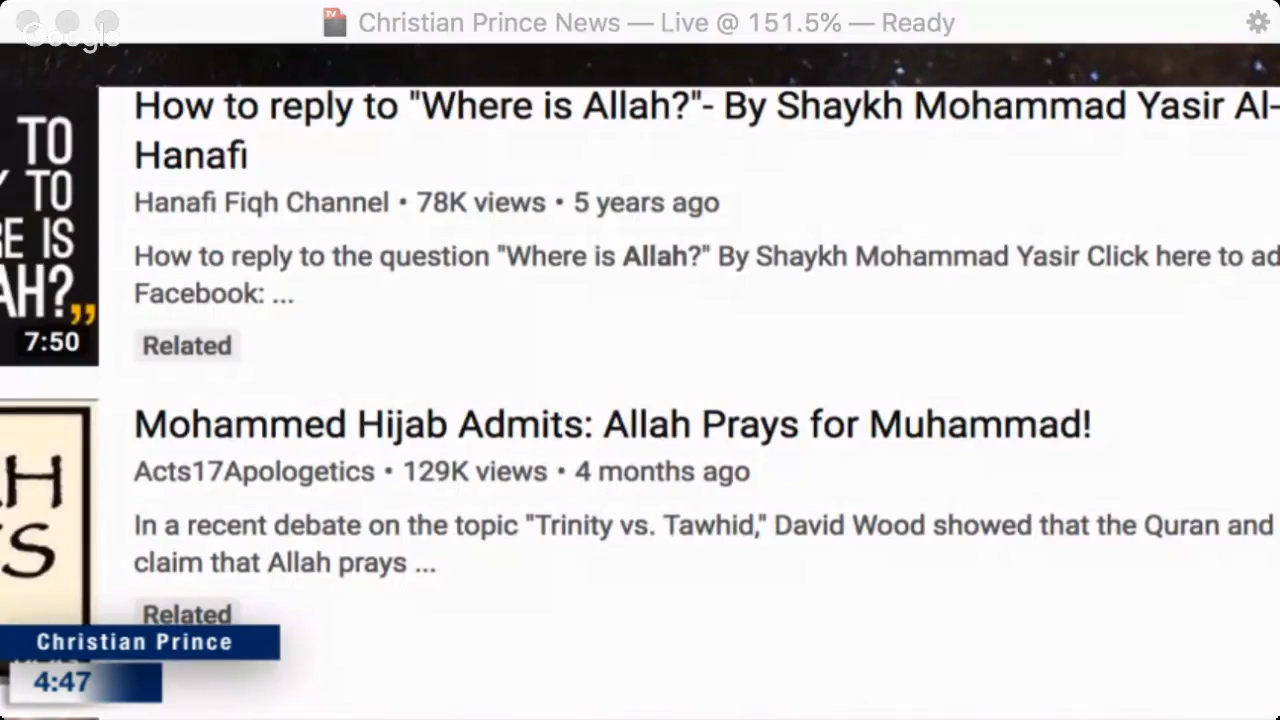 Christian Prince News — Live @ 151.5% — Ready
Google
TO
Y TO
RE IS
AH?,,
7:50
How to reply to "Where is Allah?"- By Shaykh Mohammad Yasir Al-
Hanafi
Hanafi Fiqh Channel • 78K views • 5 years ago
How to reply to the question "Where is Allah?" By Shaykh Mohammad Yasir Click here to ad
Facebook: ...
Related
Mohammed Hijab Admits: Allah Prays for Muhammad!
Acts17Apologetics • 129K views • 4 months ago
In a recent debate on the topic "Trinity vs. Tawhid," David Wood showed that the Quran and
claim that Allah prays ...
Related
AH
YS
Christian Prince
4:47